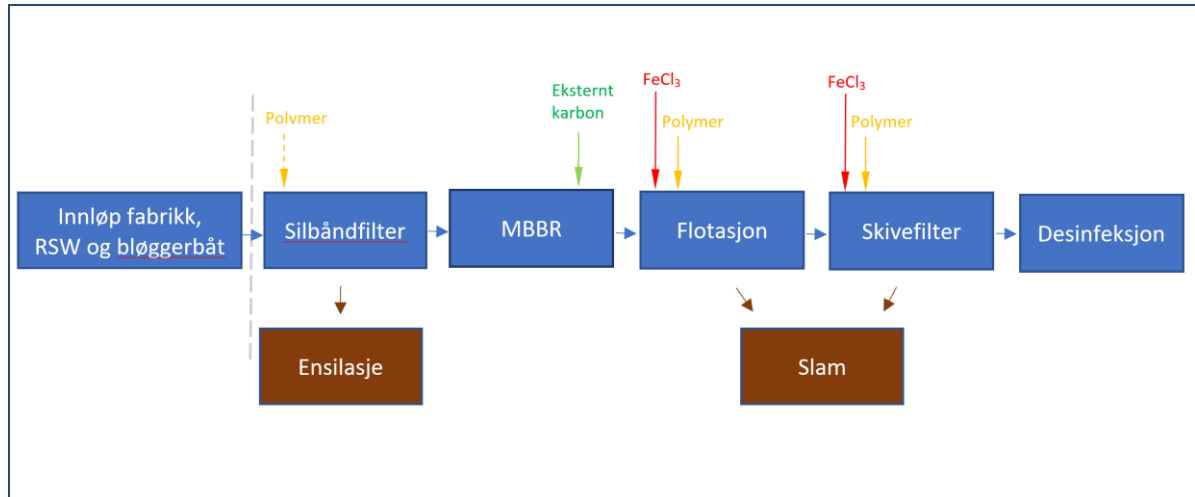 FeCl₃
FeCl₃
Eksternt
karbon
Polymer
Polymer
Polymer
Innløp fabrikk,
RSW og bløggerbåt
Silbåndfilter
MBBR
Flotasjon
Skivefilter
Desinfeksjon
Ensilasje
Slam